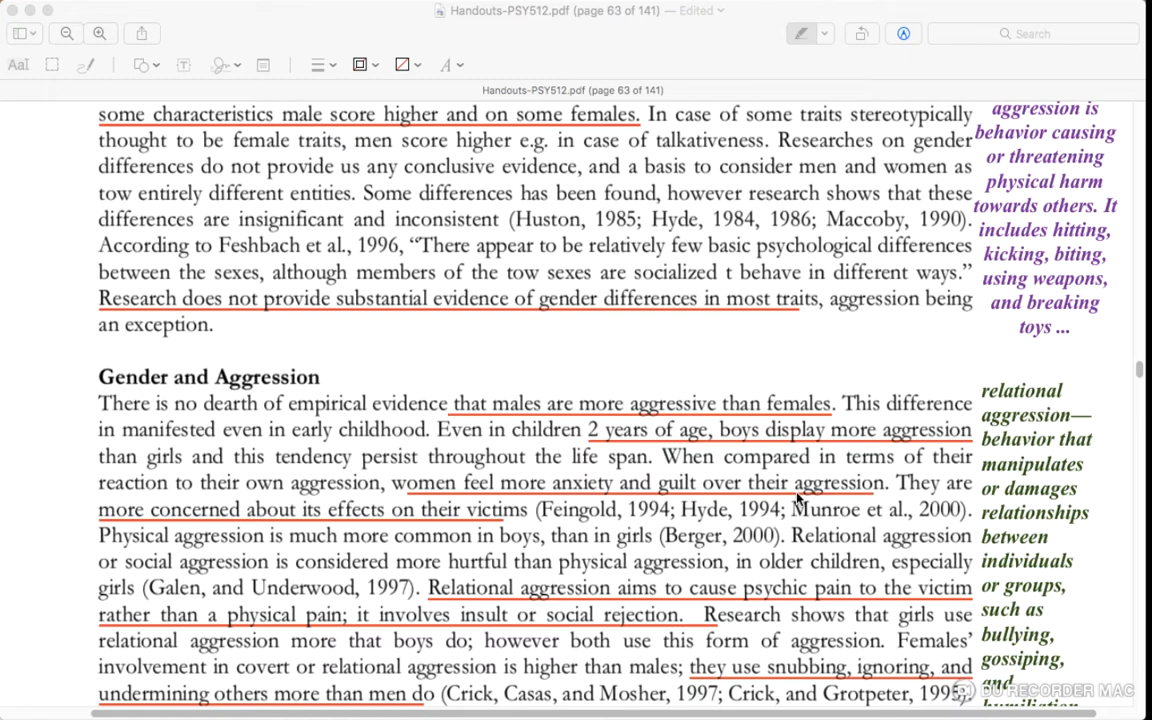 Handouts-PSY512.pdf (page 63 of 141) — Edited
Search
AaI
T
A
Handouts-PSY512.pdf (page 63 of 141)
some characteristics male score higher and on some females. In case of some traits stereotypically
thought to be female traits, men score higher e.g. in case of talkativeness. Researches on gender
differences do not provide us any conclusive evidence, and a basis to consider men and women as
tow entirely different entities. Some differences has been found, however research shows that these
differences are insignificant and inconsistent (Huston, 1985; Hyde, 1984, 1986; Maccoby, 1990).
According to Feshbach et al., 1996, “There appear to be relatively few basic psychological differences
between the sexes, although members of the tow sexes are socialized t behave in different ways.”
Research does not provide substantial evidence of gender differences in most traits, aggression being
an exception.
Gender and Aggression
There is no dearth of empirical evidence that males are more aggressive than females. This difference
in manifested even in early childhood. Even in children 2 years of age, boys display more aggression
than girls and this tendency persist throughout the life span. When compared in terms of their
reaction to their own aggression, women feel more anxiety and guilt over their aggression. They are
more concerned about its effects on their victims (Feingold, 1994; Hyde, 1994; Munroe et al., 2000).
Physical aggression is much more common in boys, than in girls (Berger, 2000). Relational aggression
or social aggression is considered more hurtful than physical aggression, in older children, especially
girls (Galen, and Underwood, 1997). Relational aggression aims to cause psychic pain to the victim
rather than a physical pain; it involves insult or social rejection. Research shows that girls use
relational aggression more that boys do; however both use this form of aggression. Females’
involvement in covert or relational aggression is higher than males; they use snubbing, ignoring, and
undermining others more than men do (Crick, Casas, and Mosher, 1997; Crick, and Grotpeter, 1995).
aggression is
behavior causing
or threatening
physical harm
towards others. It
includes hitting,
kicking, biting,
using weapons,
and breaking
toys ...
relational
aggression—
behavior that
manipulates
or damages
relationships
between
individuals
or groups,
such as
bullying,
gossiping,
and
DU RECORDER MAC